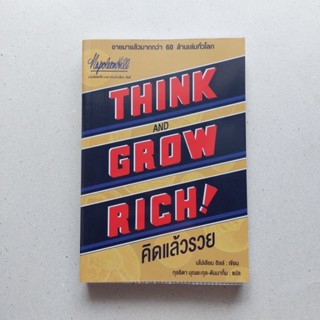 ขายมาแล้วมากกว่า 60 ล้านเล่มทั่วโลก
Napoleon Hill
THINK
AND
GROW
RICH!
คิดแล้วรวย
นโปเลียน ฮิลล์ : เขียน